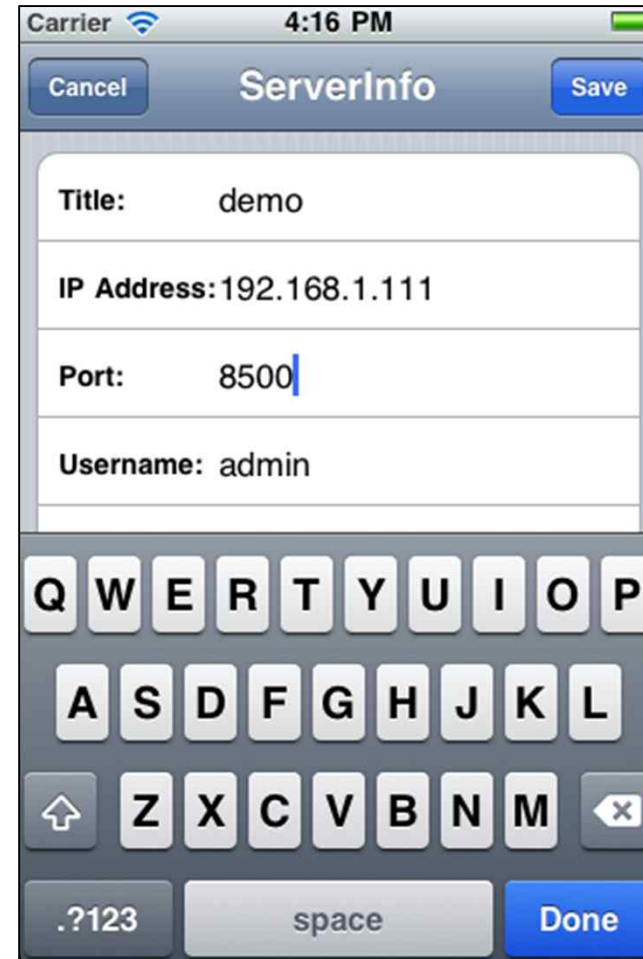 Carrier 4:16 PM
Cancel ServerInfo Save
Title: demo
IP Address: 192.168.1.111
Port: 8500
Username: admin
Q W E R T Y U I O P
A S D F G H J K L
Z X C V B N M
.?123 space Done